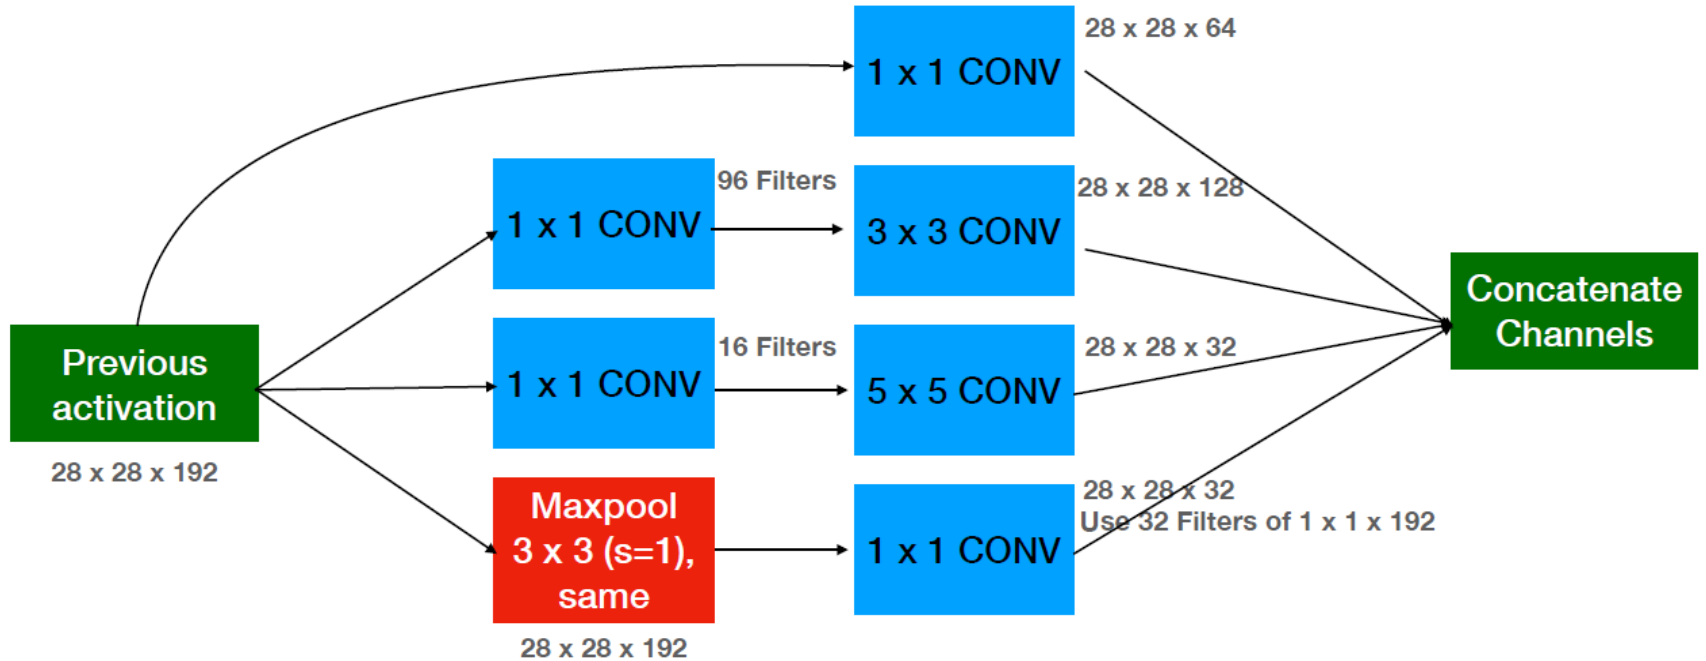 1 x 1 CONV
28 x 28 x 64
1 x 1 CONV
96 Filters
3 x 3 CONV
28 x 28 x 128
Previous
activation
28 x 28 x 192
1 x 1 CONV
16 Filters
5 x 5 CONV
28 x 28 x 32
Maxpool
3 x 3 (s=1),
same
28 x 28 x 192
1 x 1 CONV
28 x 28 x 32
Use 32 Filters of 1 x 1 x 192
Concatenate
Channels